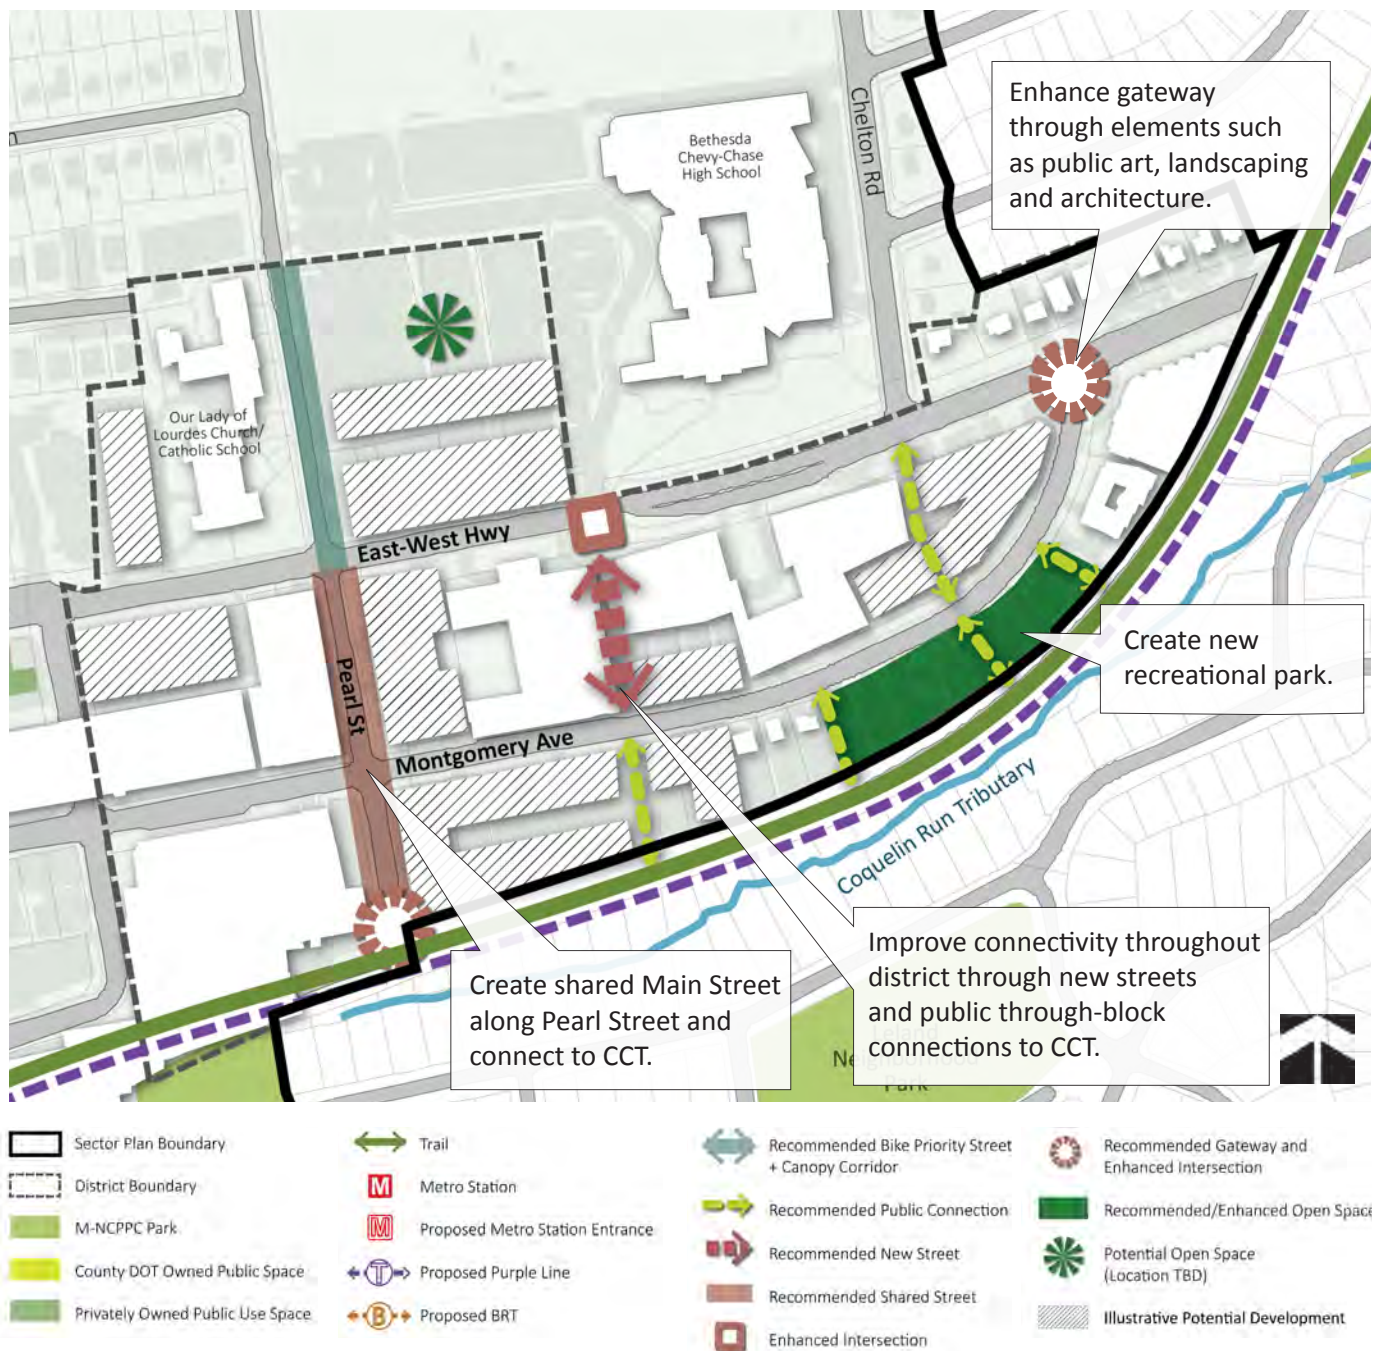 Enhance gateway
through elements such
as public art, landscaping
and architecture.
Chelton Rd
Bethesda
Chevy-Chase
High School
Our Lady of
Lourdes Church/
Catholic School
East-West Hwy
Pearl St
Montgomery Ave
Create new
recreational park.
Coquelin Run Tributary
Create shared Main Street
along Pearl Street and
connect to CCT.
Improve connectivity throughout
district through new streets
and public through-block
connections to CCT.
Leland
Neighborhood
Park
Sector Plan Boundary
District Boundary
M-NCPPC Park
County DOT Owned Public Space
Privately Owned Public Use Space
Trail
M Metro Station
M Proposed Metro Station Entrance
T Proposed Purple Line
B Proposed BRT
Recommended Bike Priority Street
+ Canopy Corridor
Recommended Public Connection
Recommended New Street
Recommended Shared Street
Enhanced Intersection
Recommended Gateway and
Enhanced Intersection
Recommended/Enhanced Open Space
Potential Open Space
(Location TBD)
Illustrative Potential Development